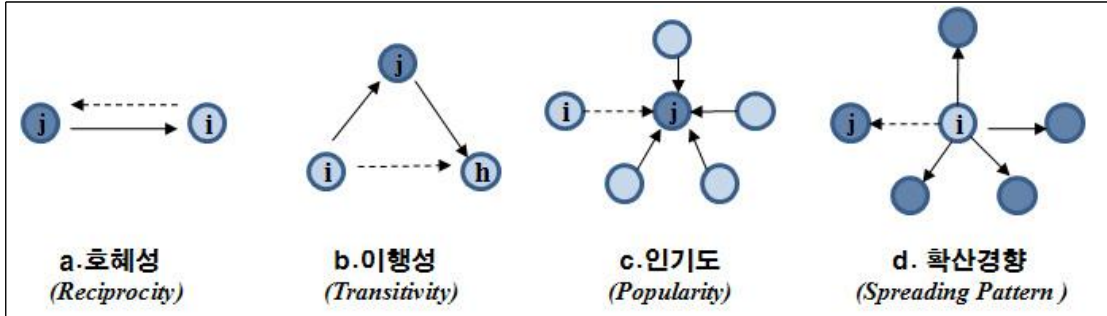 j
i
j
i
h
i
j
j
i
a.호혜성
(Reciprocity)
b.이행성
(Transitivity)
c.인기도
(Popularity)
d. 확산경향
(Spreading Pattern )